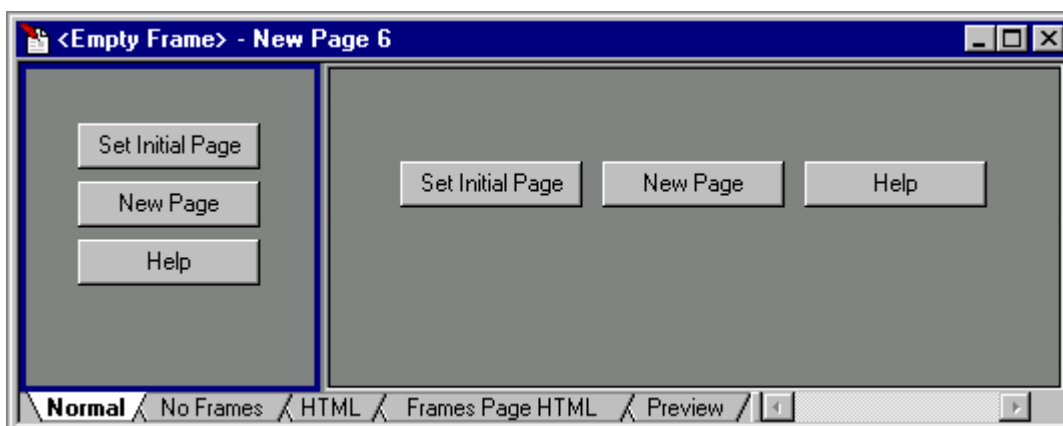 <Empty Frame> - New Page 6
Set Initial Page
New Page
Help
Set Initial Page New Page Help
Normal No Frames HTML Frames Page HTML Preview